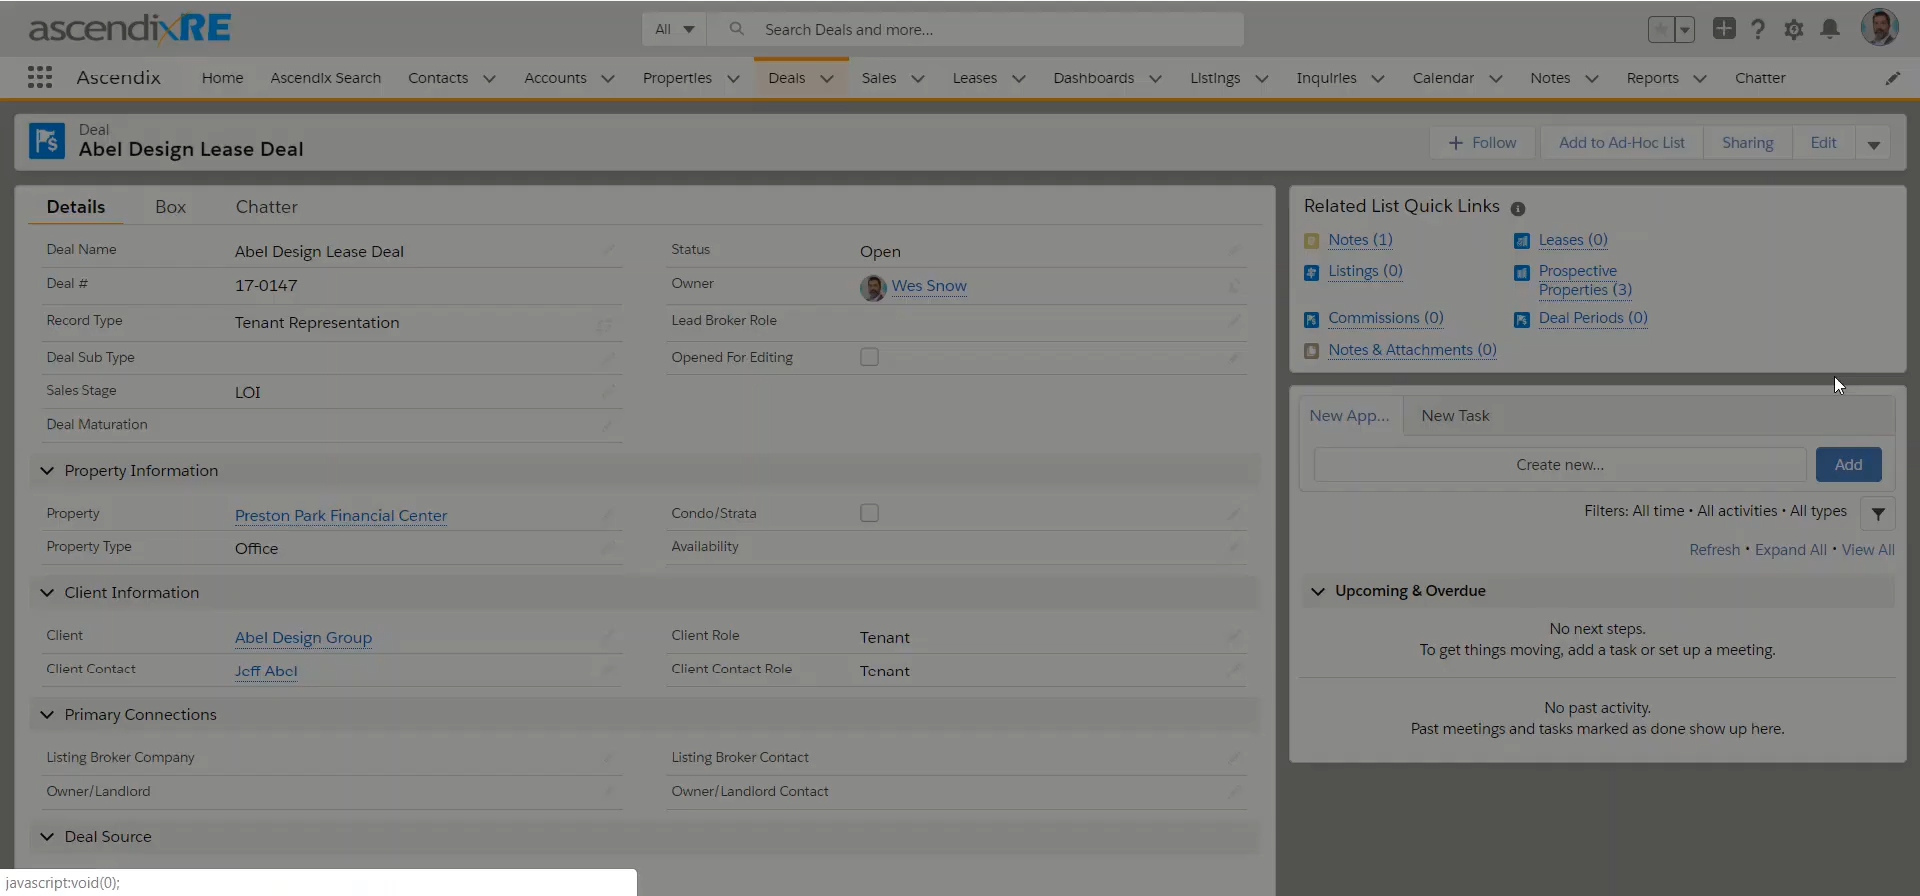 ascendixRE
All
Search Deals and more...
Ascendix
Home
Ascendix Search
Contacts
Accounts
Properties
Deals
Sales
Leases
Dashboards
Listings
Inquiries
Calendar
Notes
Reports
Chatter
Deal
Abel Design Lease Deal
+ Follow
Add to Ad-Hoc List
Sharing
Edit
Details
Box
Chatter
Deal Name
Abel Design Lease Deal
Status
Open
Deal #
17-0147
Owner
Wes Snow
Record Type
Tenant Representation
Lead Broker Role
Deal Sub Type
Opened For Editing
Sales Stage
LOI
Deal Maturation
Property Information
Property
Preston Park Financial Center
Condo/Strata
Property Type
Office
Availability
Client Information
Client
Abel Design Group
Client Role
Tenant
Client Contact
Jeff Abel
Client Contact Role
Tenant
Primary Connections
Listing Broker Company
Listing Broker Contact
Owner/Landlord
Owner/Landlord Contact
Deal Source
javascript:void(0);
Related List Quick Links
Notes (1)
Leases (0)
Listings (0)
Prospective
Properties (3)
Commissions (0)
Deal Periods (0)
Notes & Attachments (0)
New App...
New Task
Create new...
Add
Filters: All time • All activities • All types
Refresh • Expand All • View All
Upcoming & Overdue
No next steps.
To get things moving, add a task or set up a meeting.
No past activity.
Past meetings and tasks marked as done show up here.